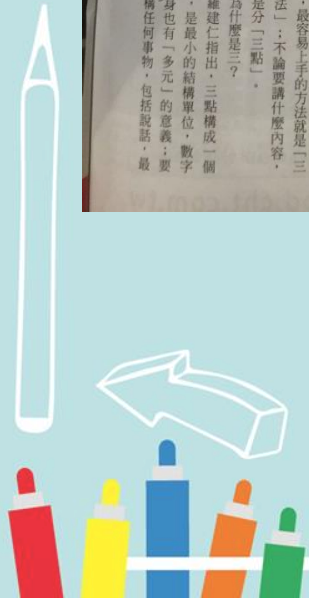 ，最容易上手的方法就是「三
法」；不論要講什麼內容，
是分「三點」。
為什麼是三？
維建仁指出，三點構成一個
，是最小的結構單位，數字
身也有「多元」的意義；要
構任何事物，包括說話，最